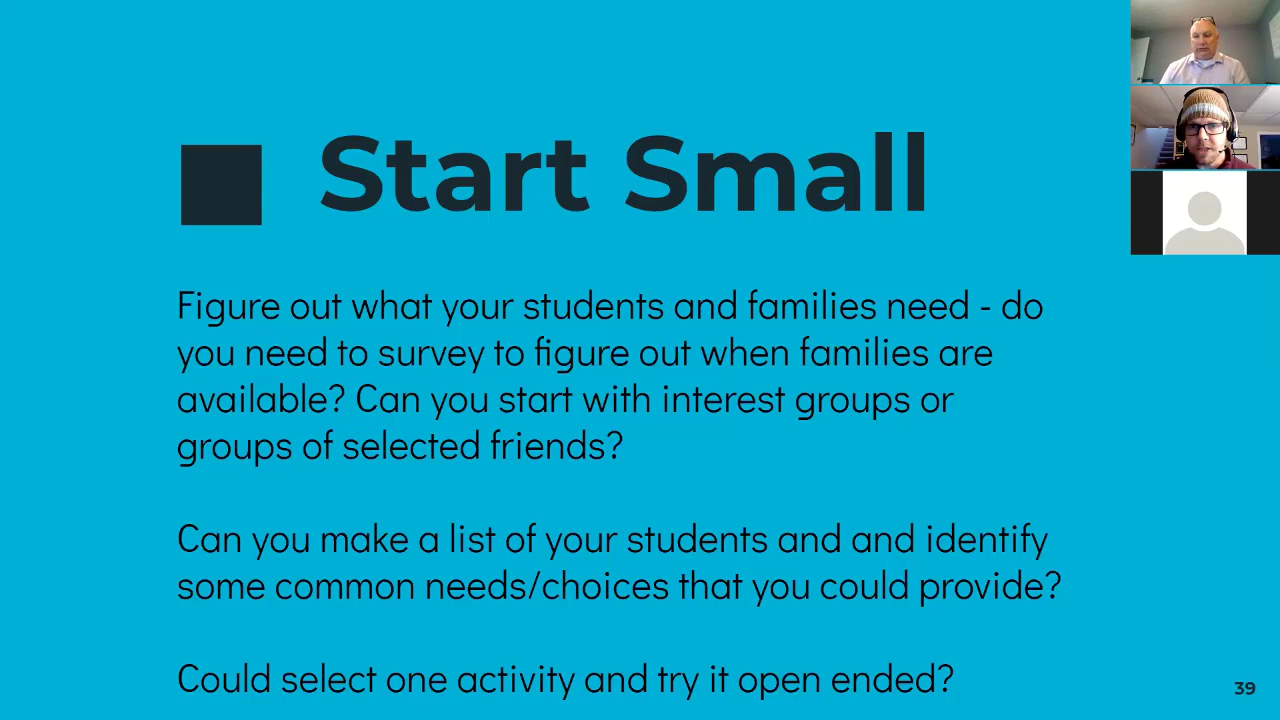 Start Small
Figure out what your students and families need - do
you need to survey to figure out when families are
available? Can you start with interest groups or
groups of selected friends?
Can you make a list of your students and and identify
some common needs/choices that you could provide?
Could select one activity and try it open ended?
39